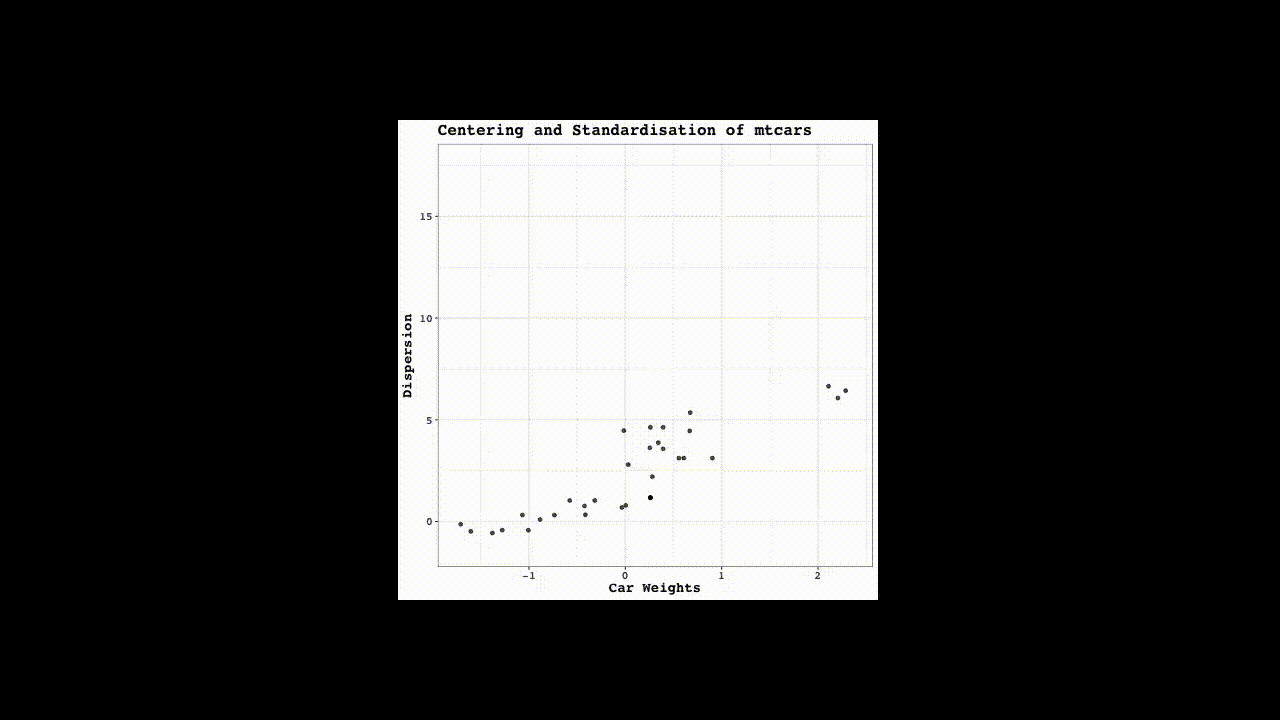 Centering and Standardisation of mtcars
15
10
5
0
Dispersion
-1 0 1 2
Car Weights